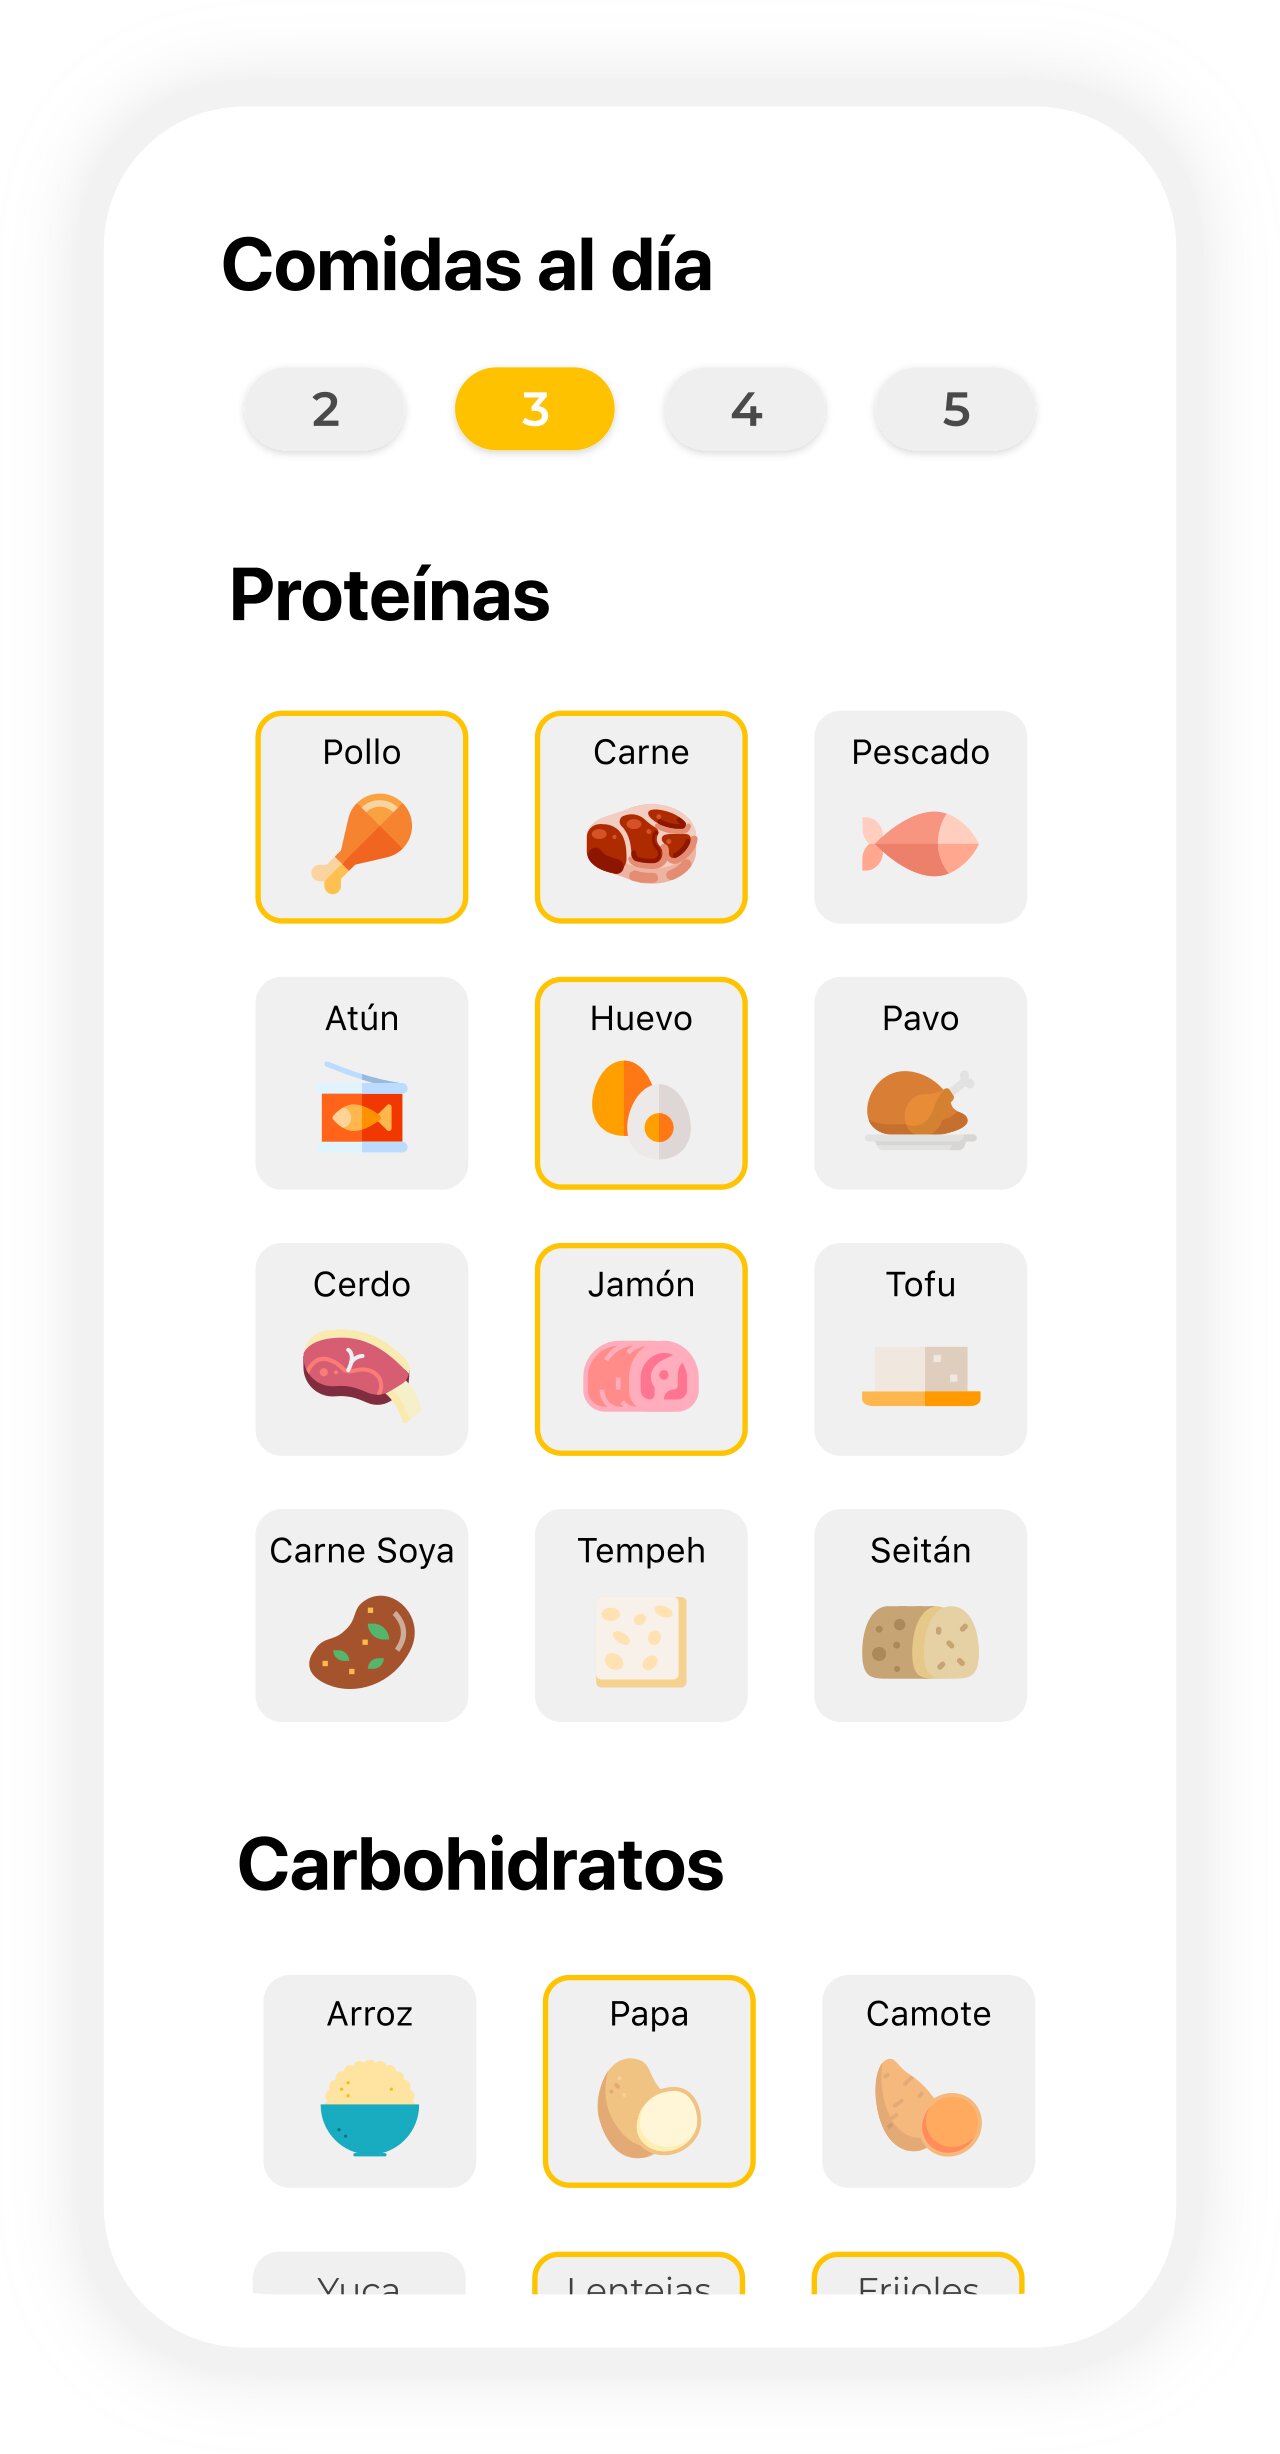 Comidas al día
2 3 4 5
Proteínas
Pollo Carne Pescado
Atún Huevo Pavo
Cerdo Jamón Tofu
Carne Soya Tempeh Seitán
Carbohidratos
Arroz Papa Camote
Yuca Lentejas Frijoles